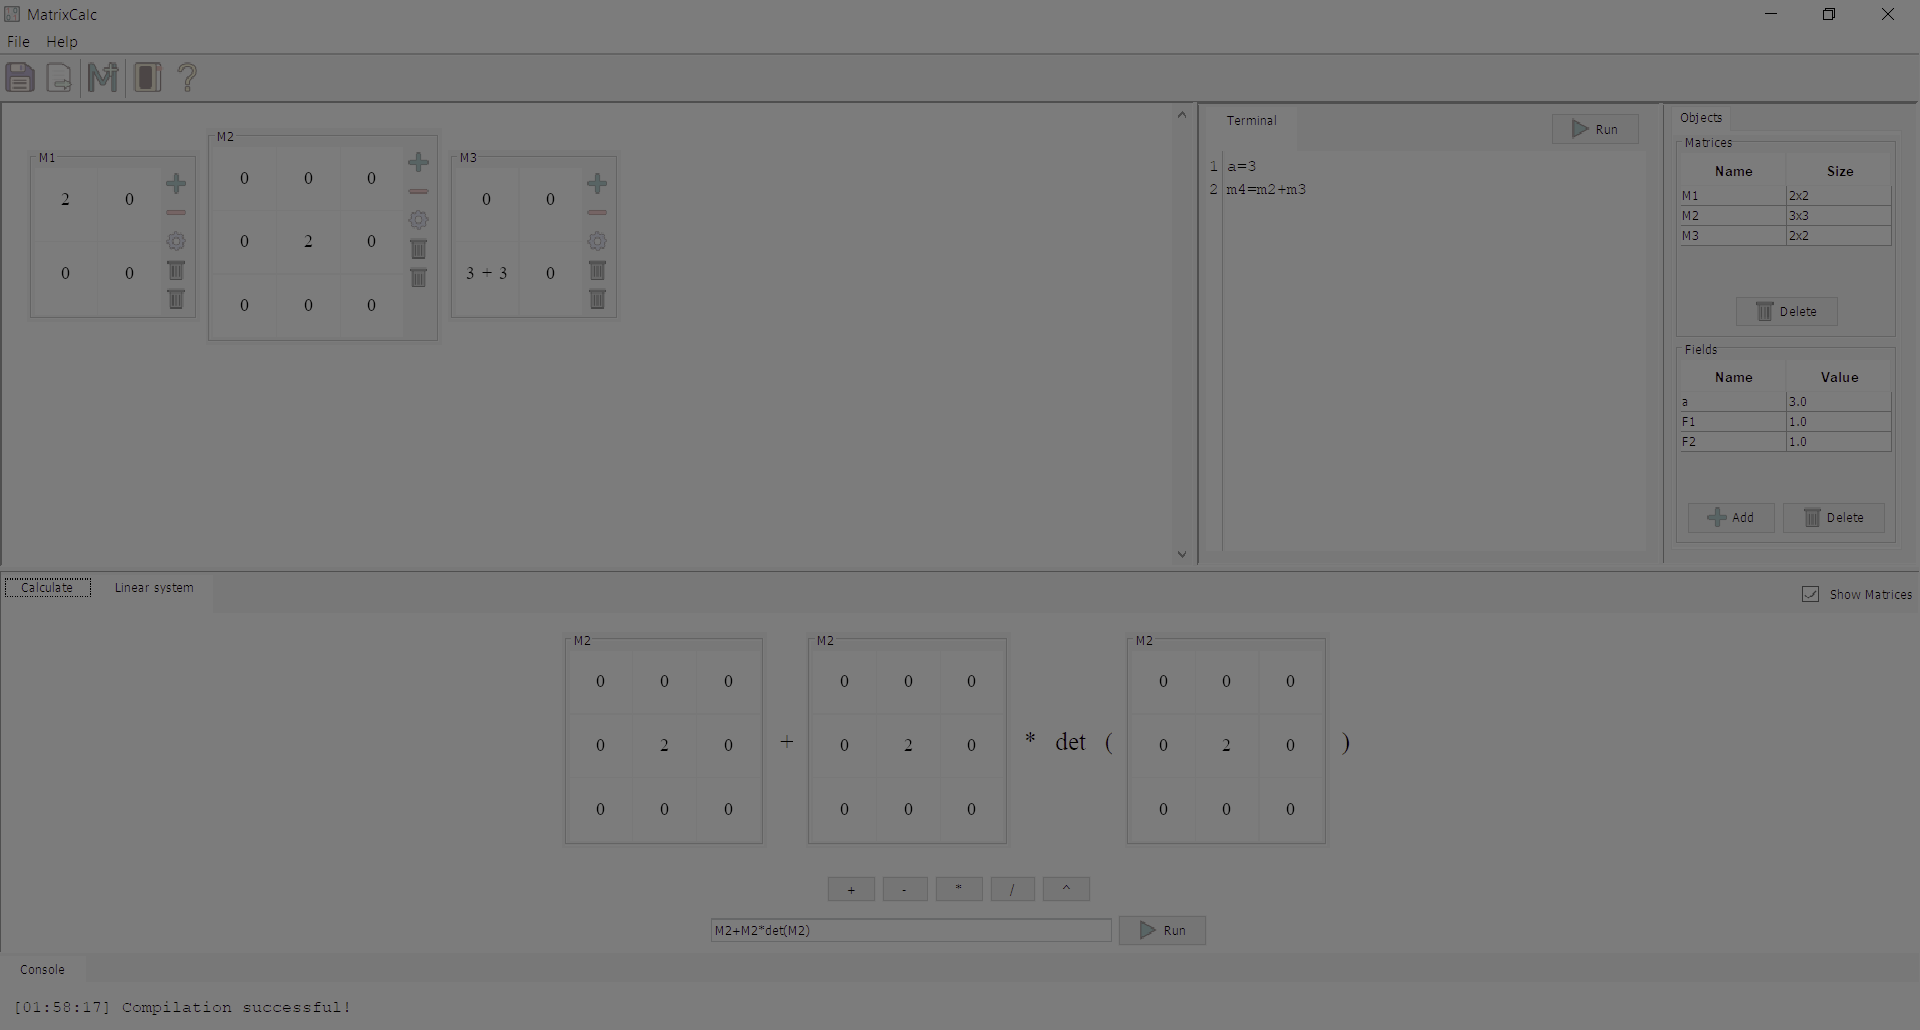 MatrixCalc
File Help
M1
2 0
0 0
M2
0 0 0
0 2 0
0 0 0
M3
0 0
3 + 3 0
Terminal
Run
1 a=3
2 m4=m2+m3
Objects
Matrices
Name Size
M1 2x2
M2 3x3
M3 2x2
Delete
Fields
Name Value
a 3.0
F1 1.0
F2 1.0
Add Delete
Calculate Linear system
Show Matrices
M2 M2 M2
0 0 0 0 0 0 0 0 0
0 2 0 + 0 2 0 * det ( 0 2 0 )
0 0 0 0 0 0 0 0 0
+ - * / ^
M2+M2*det(M2) Run
Console
[01:58:17] Compilation successful!